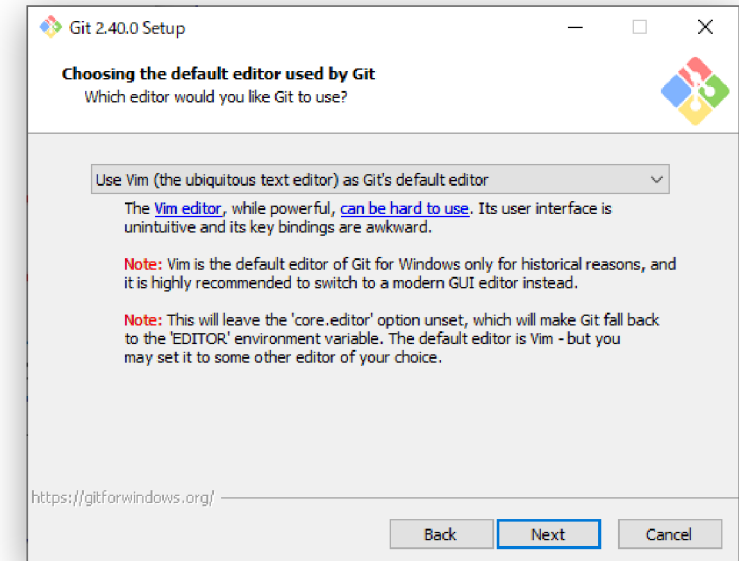 Git 2.40.0 Setup
Choosing the default editor used by Git
Which editor would you like Git to use?
Use Vim (the ubiquitous text editor) as Git's default editor
The Vim editor, while powerful, can be hard to use. Its user interface is
unintuitive and its key bindings are awkward.
Note: Vim is the default editor of Git for Windows only for historical reasons, and
it is highly recommended to switch to a modern GUI editor instead.
Note: This will leave the 'core.editor' option unset, which will make Git fall back
to the 'EDITOR' environment variable. The default editor is Vim - but you
may set it to some other editor of your choice.
https://gitforwindows.org/
Back Next Cancel